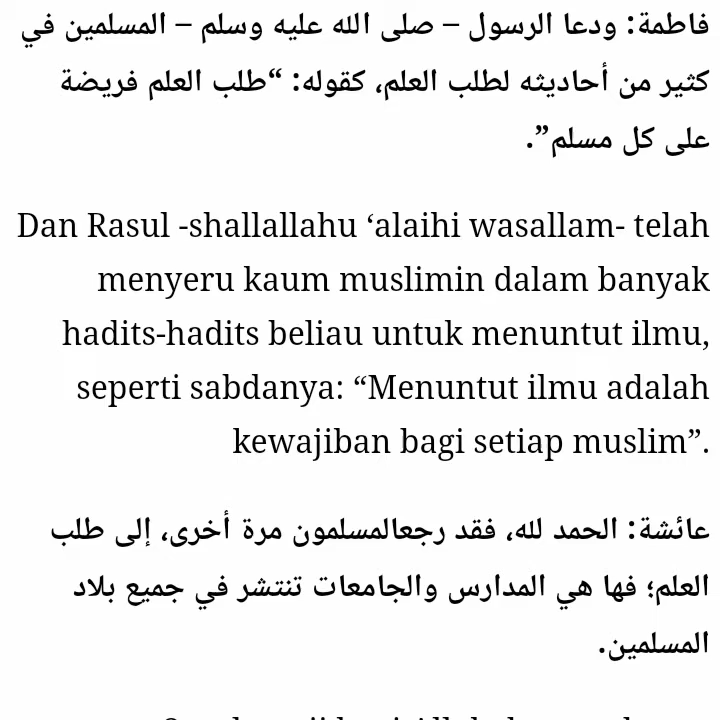 فاطمة: ودعا الرسول – صلى الله عليه وسلم – المسلمين في
كثير من أحاديثه لطلب العلم، كقوله: “طلب العلم فريضة
على كل مسلم”.
Dan Rasul -shallallahu ‘alaihi wasallam- telah
menyeru kaum muslimin dalam banyak
hadits-hadits beliau untuk menuntut ilmu,
seperti sabdanya: “Menuntut ilmu adalah
kewajiban bagi setiap muslim”.
عائشة: الحمد لله، فقد رجعالمسلمون مرة أخرى، إلى طلب
العلم؛ فها هي المدارس والجامعات تنتشر في جميع بلاد
المسلمين.